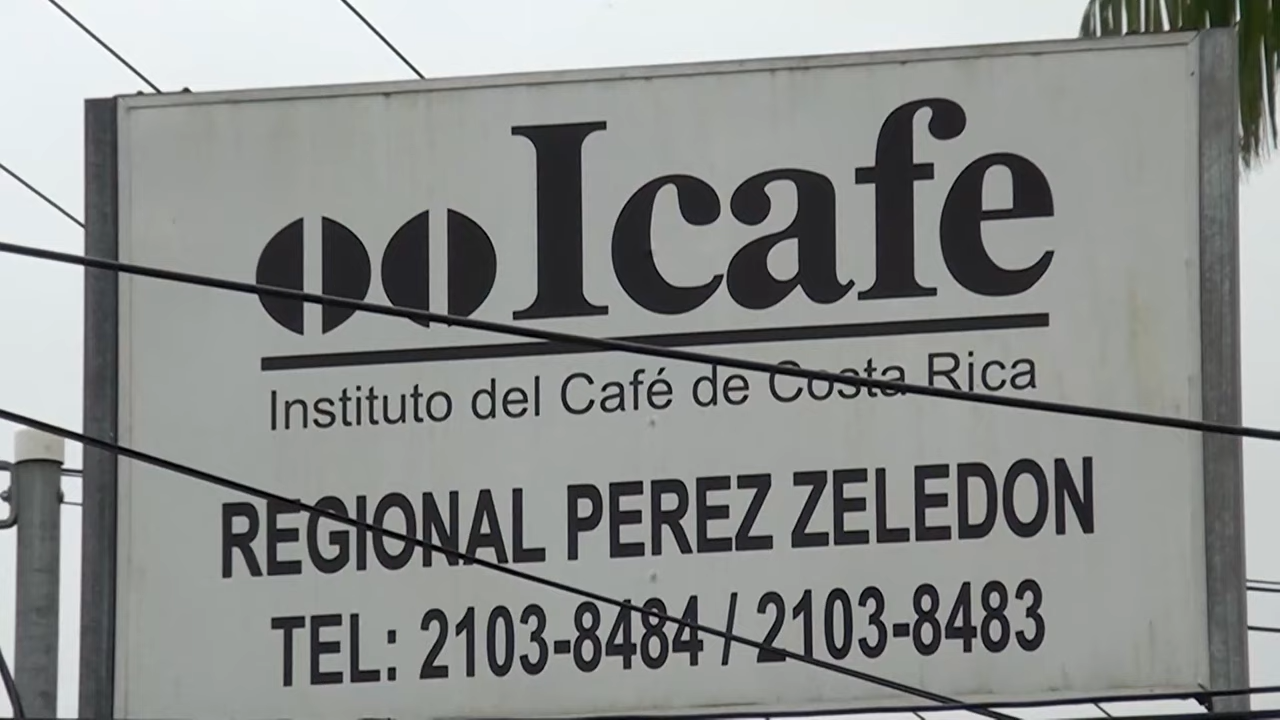 Icafe
Instituto del Café de Costa Rica
REGIONAL PEREZ ZELEDON
TEL: 2103-8484 / 2103-8483